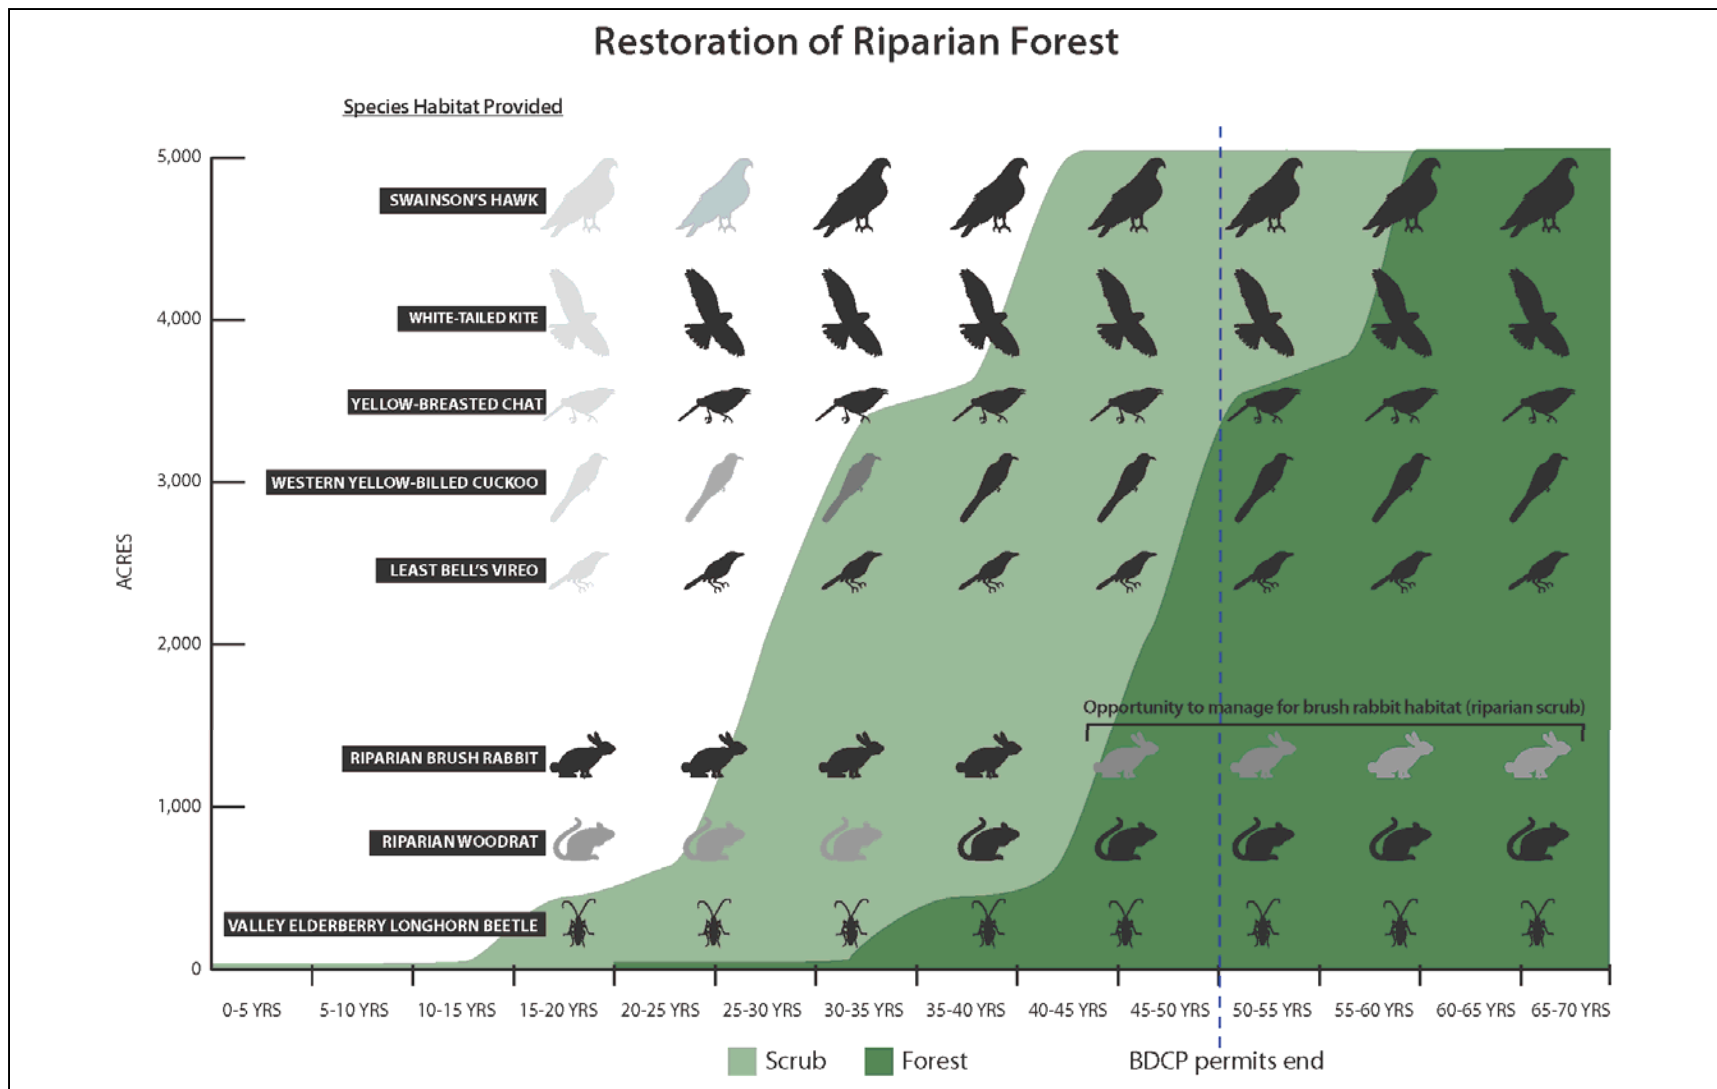 Restoration of Riparian Forest
Species Habitat Provided
5,000
SWAINSON'S HAWK
4,000
WHITE-TAILED KITE
YELLOW-BREASTED CHAT
3,000
WESTERN YELLOW-BILLED CUCKOO
ACRES
LEAST BELL'S VIREO
2,000
Opportunity to manage for brush rabbit habitat (riparian scrub)
RIPARIAN BRUSH RABBIT
1,000
RIPARIAN WOODRAT
VALLEY ELDERBERRY LONGHORN BEETLE
0
0-5 YRS 5-10 YRS 10-15 YRS 15-20 YRS 20-25 YRS 25-30 YRS 30-35 YRS 35-40 YRS 40-45 YRS 45-50 YRS 50-55 YRS 55-60 YRS 60-65 YRS 65-70 YRS
Scrub Forest BDCP permits end